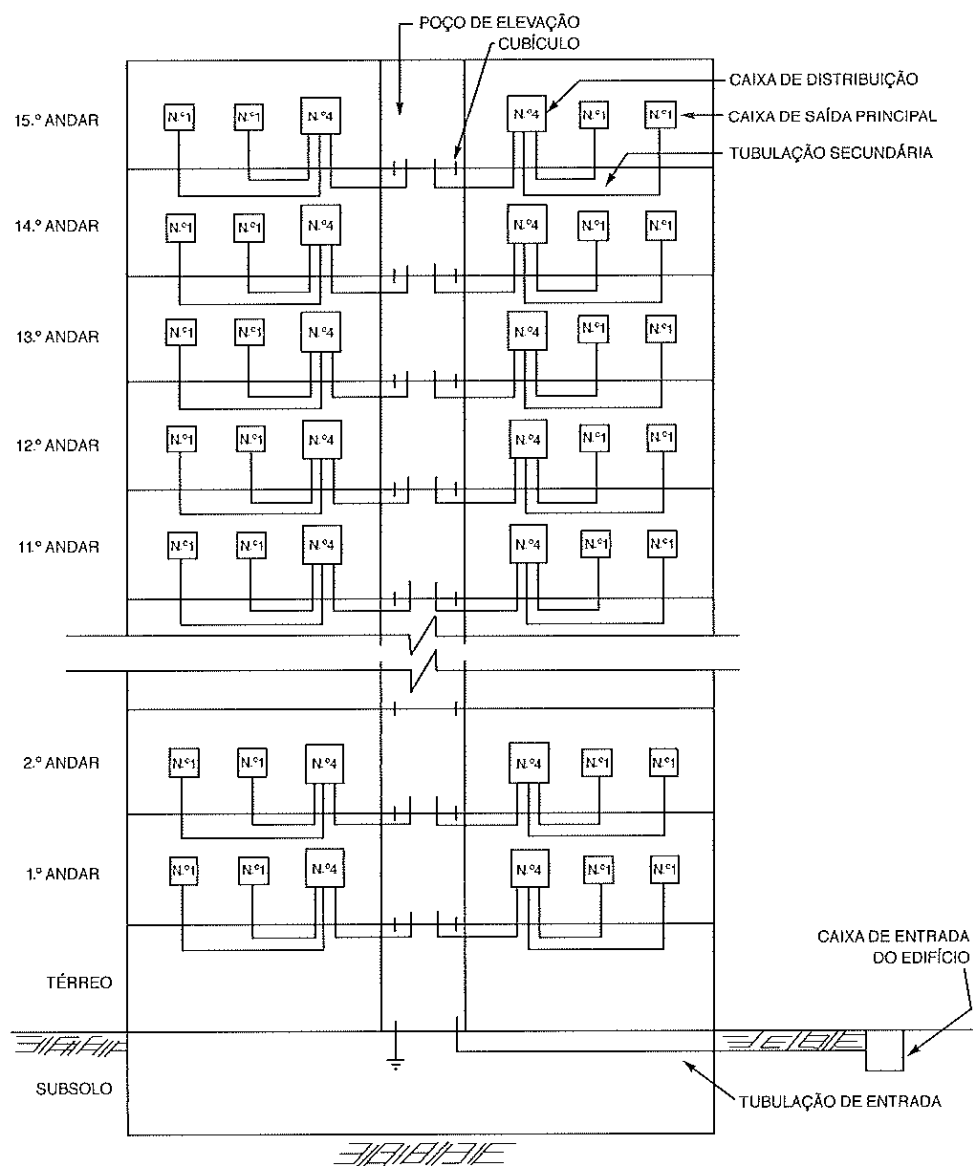 POÇO DE ELEVAÇÃO
CUBÍCULO
CAIXA DE DISTRIBUIÇÃO
15.º ANDAR
N.º1 N.º1 N.º4 N.º4 N.º1 N.º1
CAIXA DE SAÍDA PRINCIPAL
TUBULAÇÃO SECUNDÁRIA
14.º ANDAR
N.º1 N.º1 N.º4 N.º4 N.º1 N.º1
13.º ANDAR
N.º1 N.º1 N.º4 N.º4 N.º1 N.º1
12.º ANDAR
N.º1 N.º1 N.º4 N.º4 N.º1 N.º1
11.º ANDAR
N.º1 N.º1 N.º4 N.º4 N.º1 N.º1
2.º ANDAR
N.º1 N.º1 N.º4 N.º4 N.º1 N.º1
1.º ANDAR
N.º1 N.º1 N.º4 N.º4 N.º1 N.º1
CAIXA DE ENTRADA
DO EDIFÍCIO
TÉRREO
SUBSOLO
TUBULAÇÃO DE ENTRADA